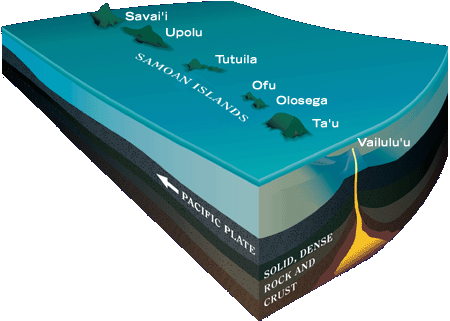 Savai'i
Upolu
Tutuila
SAMOAN ISLANDS
Ofu
Olosega
Ta'u
Vailulu'u
PACIFIC PLATE
SOLID, DENSE
ROCK AND
CRUST